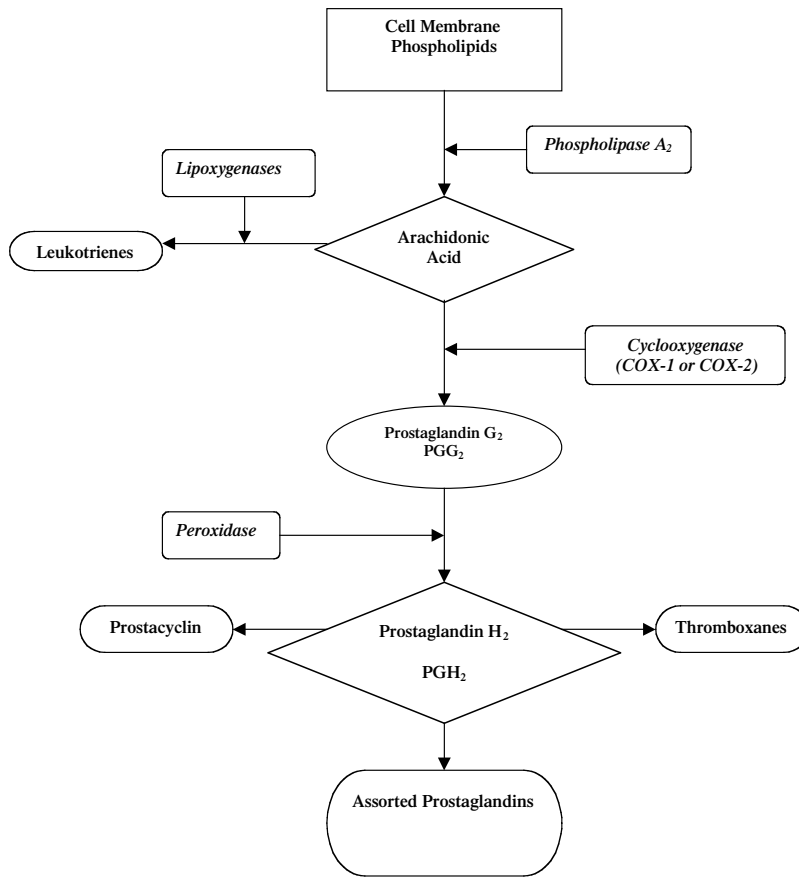 Cell Membrane
Phospholipids
Phospholipase A₂
Lipoxygenases
Leukotrienes
Arachidonic
Acid
Cyclooxygenase
(COX-1 or COX-2)
Prostaglandin G₂
PGG₂
Peroxidase
Prostacyclin
Prostaglandin H₂
PGH₂
Thromboxanes
Assorted Prostaglandins